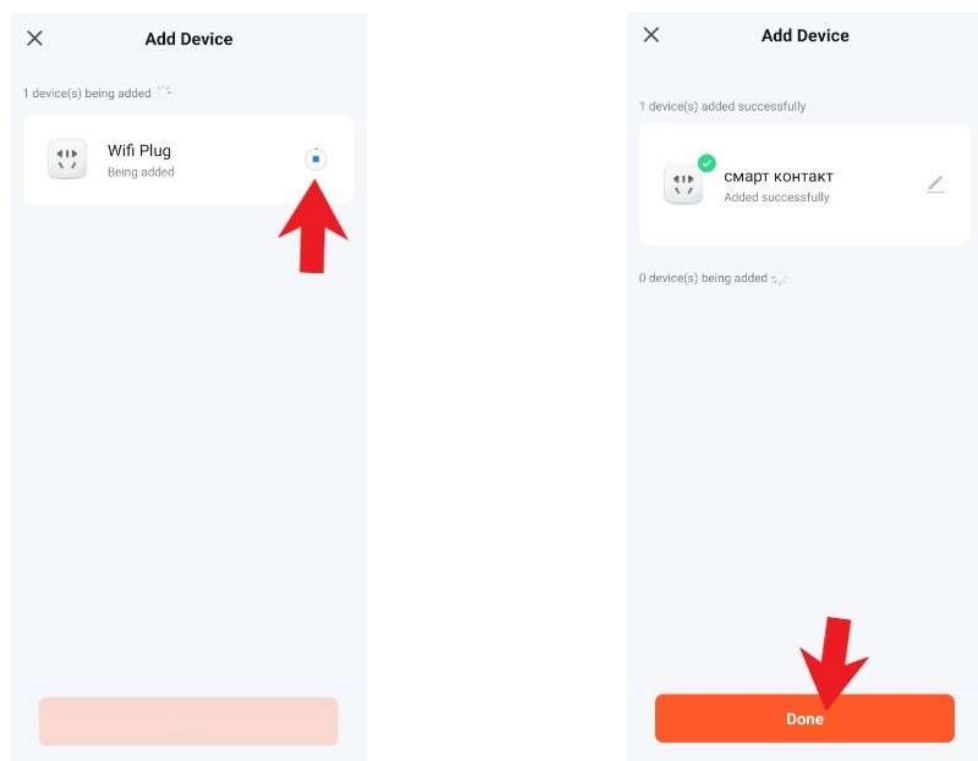 Add Device
1 device(s) being added
Wifi Plug
Being added
Add Device
1 device(s) added successfully
смарт контакт
Added successfully
0 device(s) being added
Done